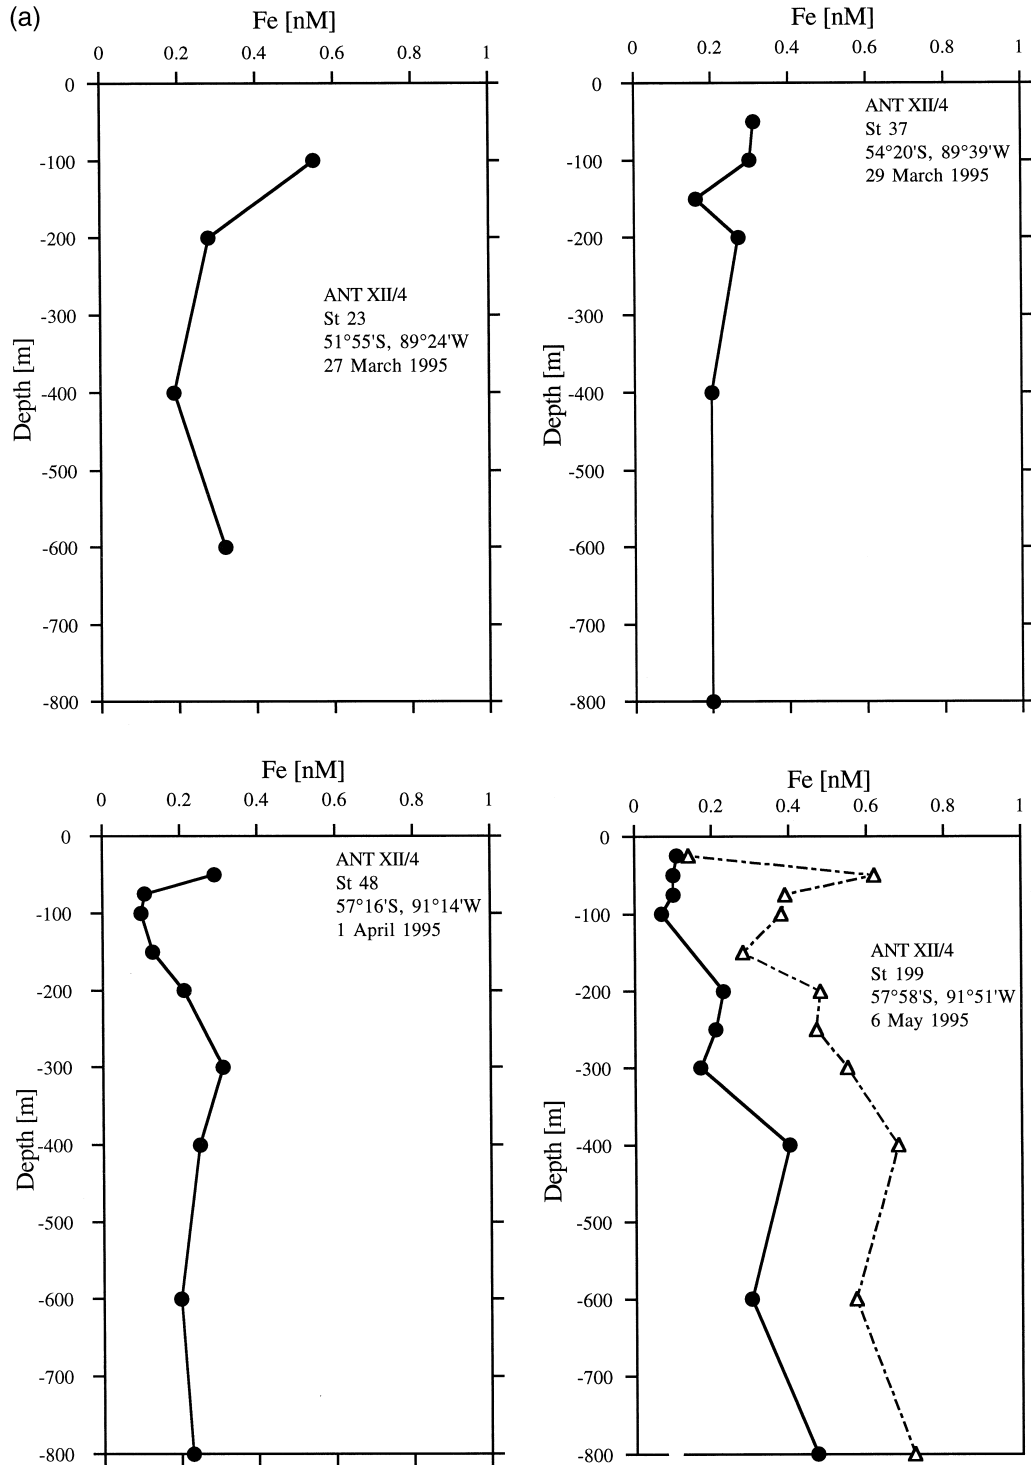 (a)
Fe [nM]
0 0.2 0.4 0.6 0.8 1
0
-100
-200
-300
-400
-500
-600
-700
-800
Depth [m]
ANT XII/4
St 23
51°55'S, 89°24'W
27 March 1995
Fe [nM]
0 0.2 0.4 0.6 0.8 1
0
-100
-200
-300
-400
-500
-600
-700
-800
Depth [m]
ANT XII/4
St 37
54°20'S, 89°39'W
29 March 1995
Fe [nM]
0 0.2 0.4 0.6 0.8 1
0
-100
-200
-300
-400
-500
-600
-700
-800
Depth [m]
ANT XII/4
St 48
57°16'S, 91°14'W
1 April 1995
Fe [nM]
0 0.2 0.4 0.6 0.8 1
0
-100
-200
-300
-400
-500
-600
-700
-800
Depth [m]
ANT XII/4
St 199
57°58'S, 91°51'W
6 May 1995